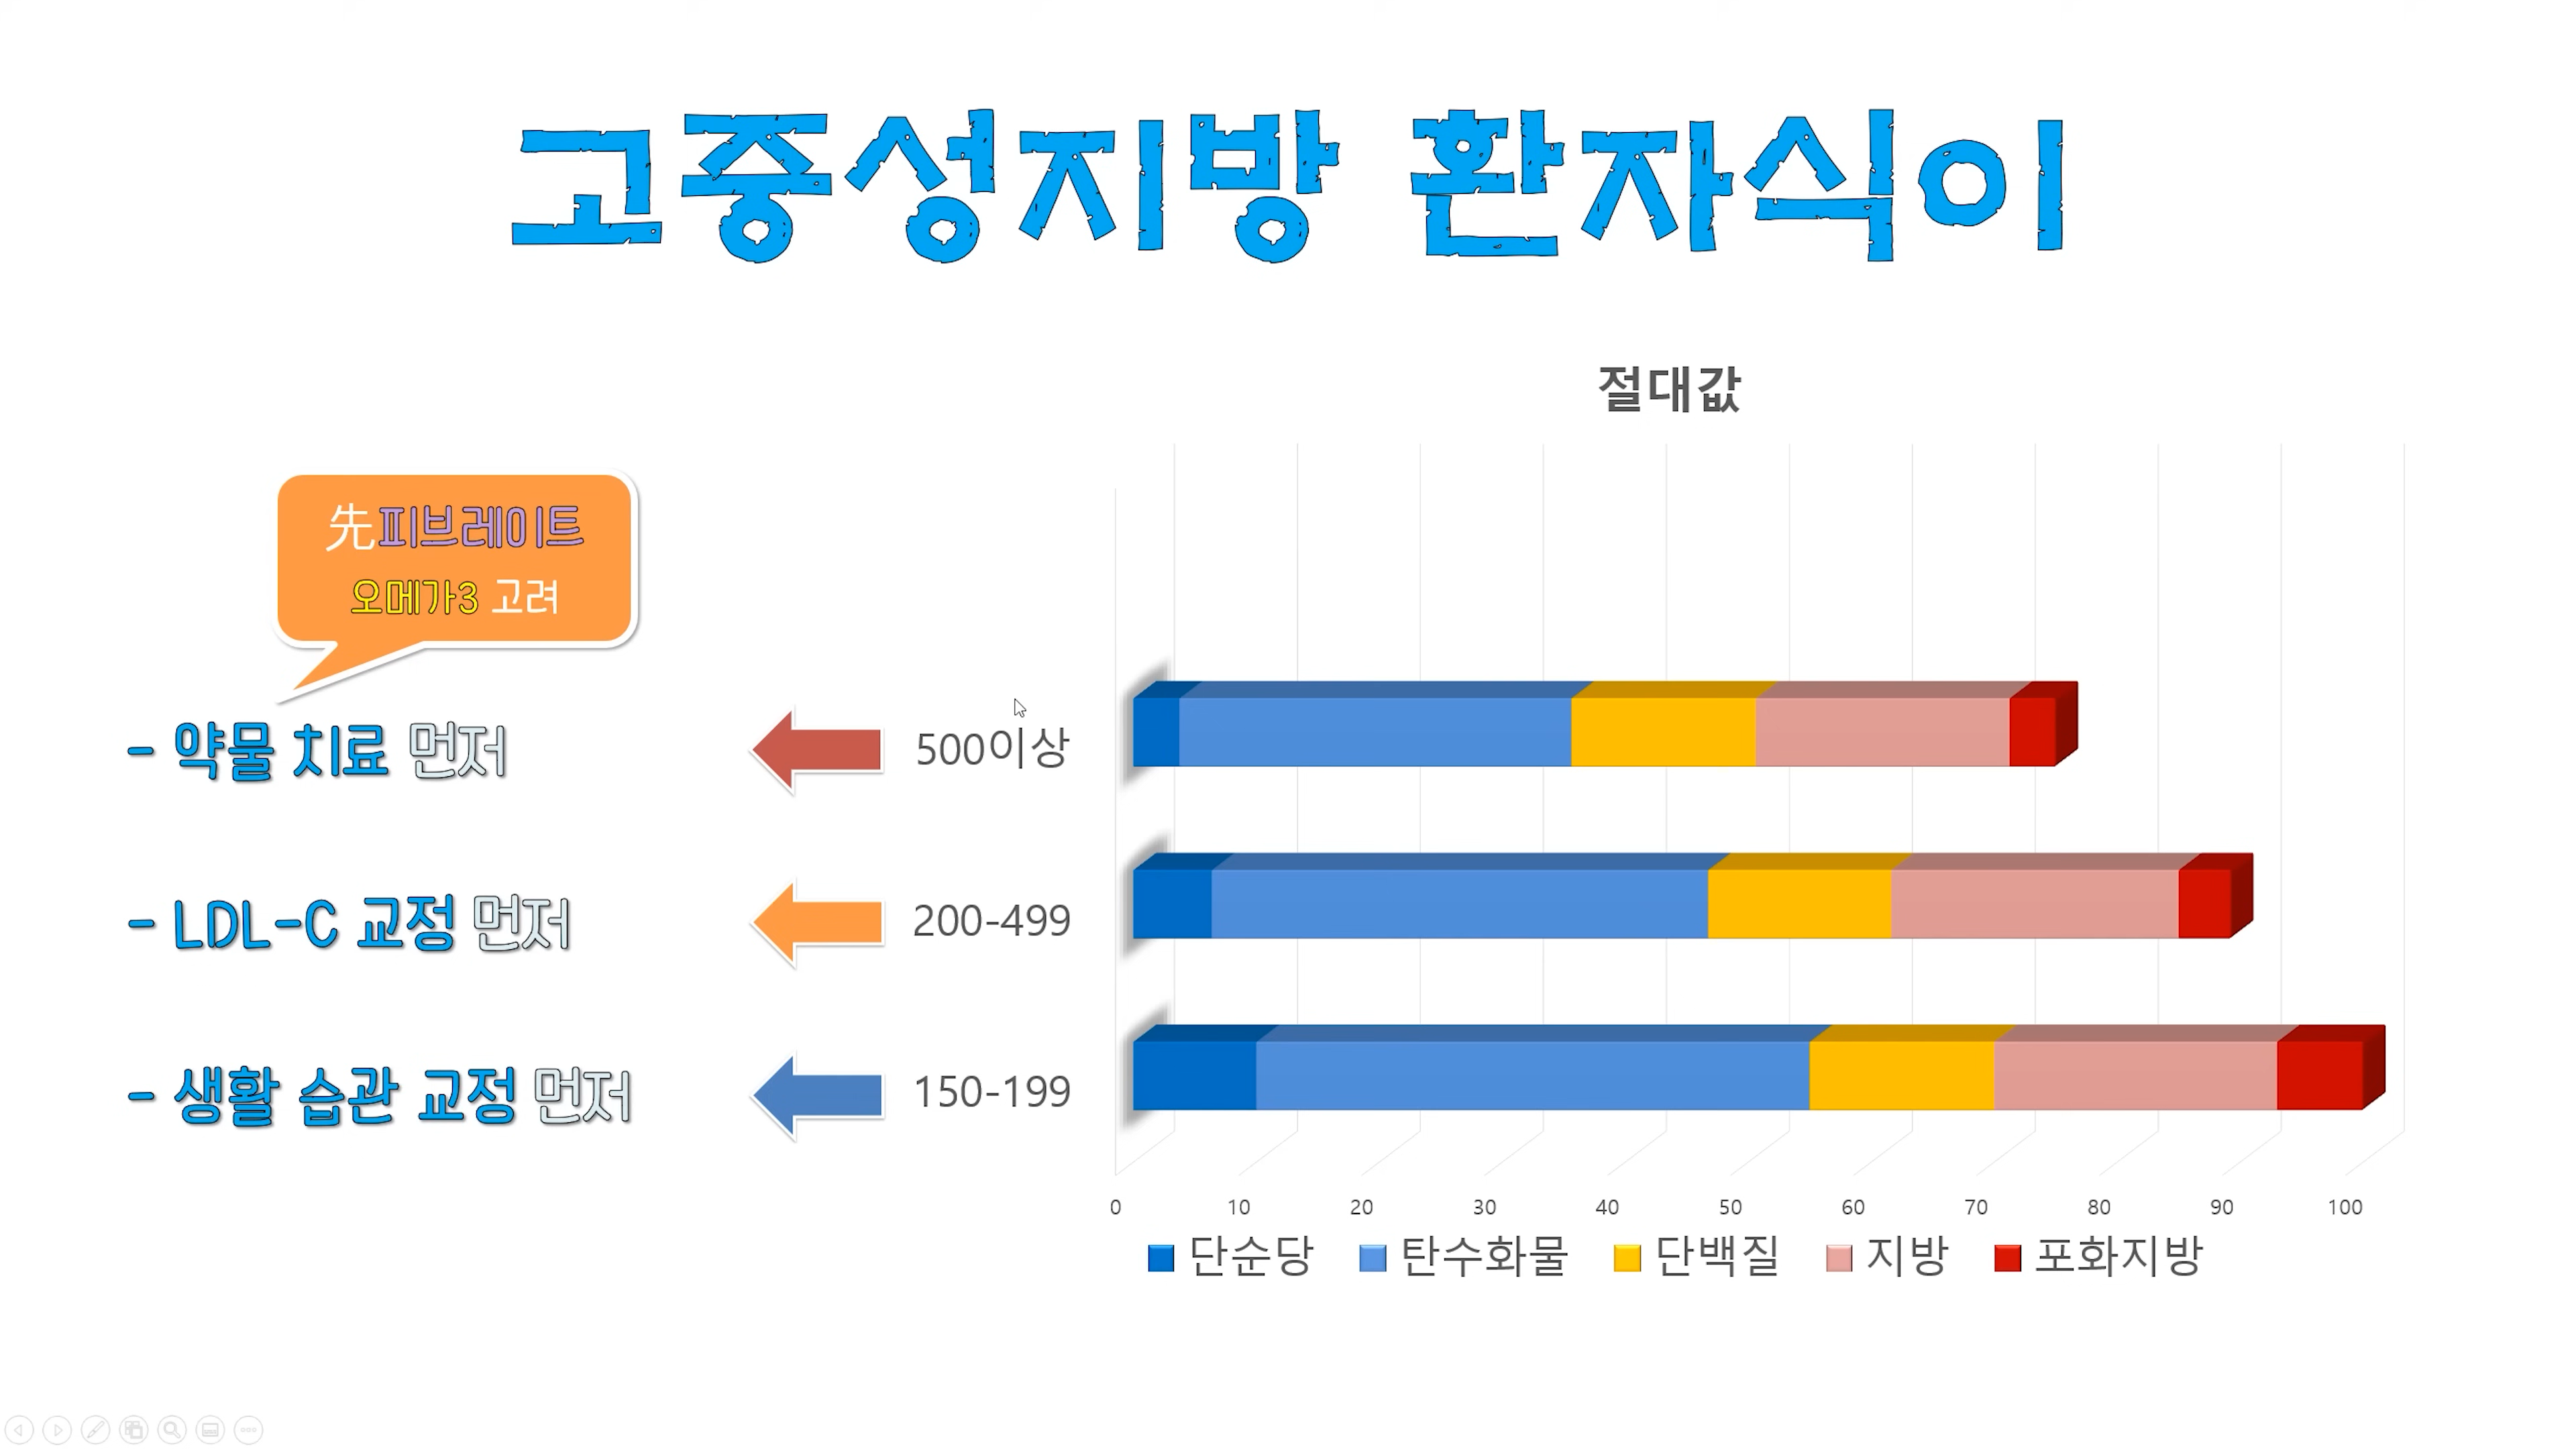 고중성지방 환자식이
절대값
先피브레이트
오메가3 고려
- 약물 치료 먼저
500이상
- LDL-C 교정 먼저
200-499
- 생활 습관 교정 먼저
150-199
0 10 20 30 40 50 60 70 80 90 100
단순당 탄수화물 단백질 지방 포화지방